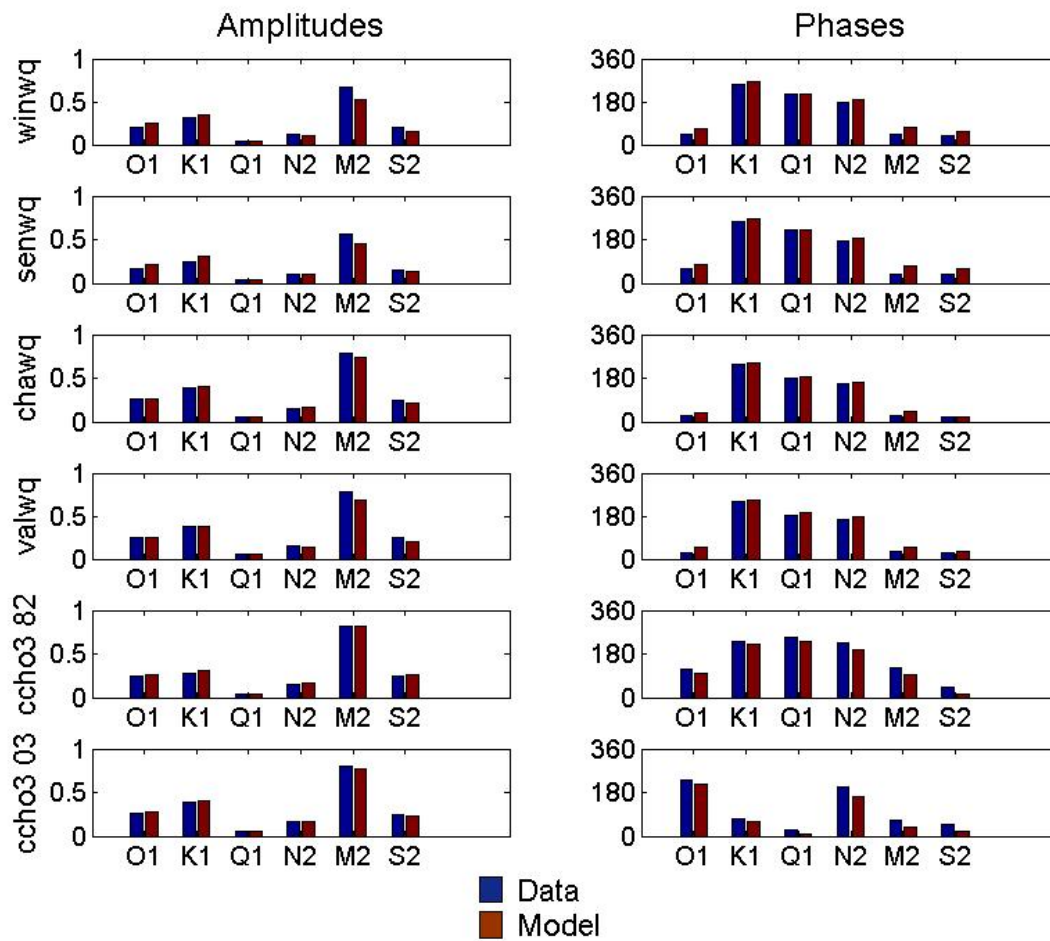 Amplitudes
Phases
winwq
1
0.5
0
O1 K1 Q1 N2 M2 S2
360
180
0
O1 K1 Q1 N2 M2 S2
senwq
1
0.5
0
O1 K1 Q1 N2 M2 S2
360
180
0
O1 K1 Q1 N2 M2 S2
chawq
1
0.5
0
O1 K1 Q1 N2 M2 S2
360
180
0
O1 K1 Q1 N2 M2 S2
valwq
1
0.5
0
O1 K1 Q1 N2 M2 S2
360
180
0
O1 K1 Q1 N2 M2 S2
ccho3 82
1
0.5
0
O1 K1 Q1 N2 M2 S2
360
180
0
O1 K1 Q1 N2 M2 S2
ccho3 03
1
0.5
0
O1 K1 Q1 N2 M2 S2
360
180
0
O1 K1 Q1 N2 M2 S2
Data
Model